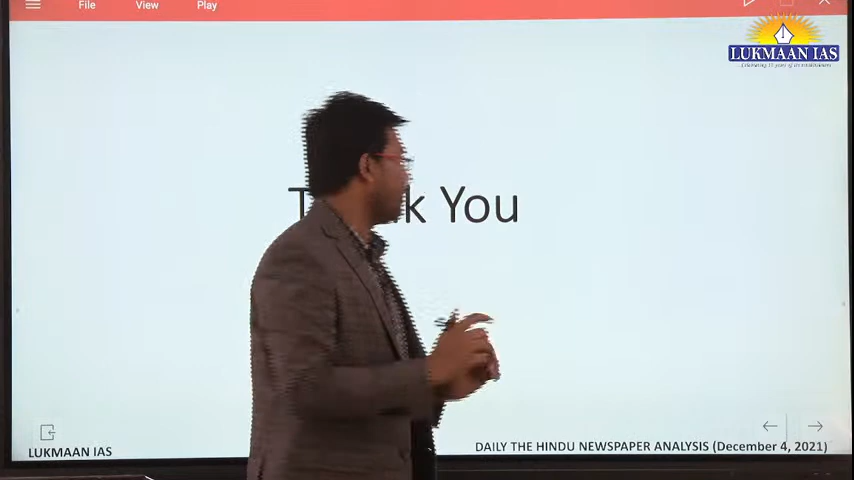 File View Play
LUKMAAN IAS
k You
LUKMAAN IAS
DAILY THE HINDU NEWSPAPER ANALYSIS (December 4, 2021)